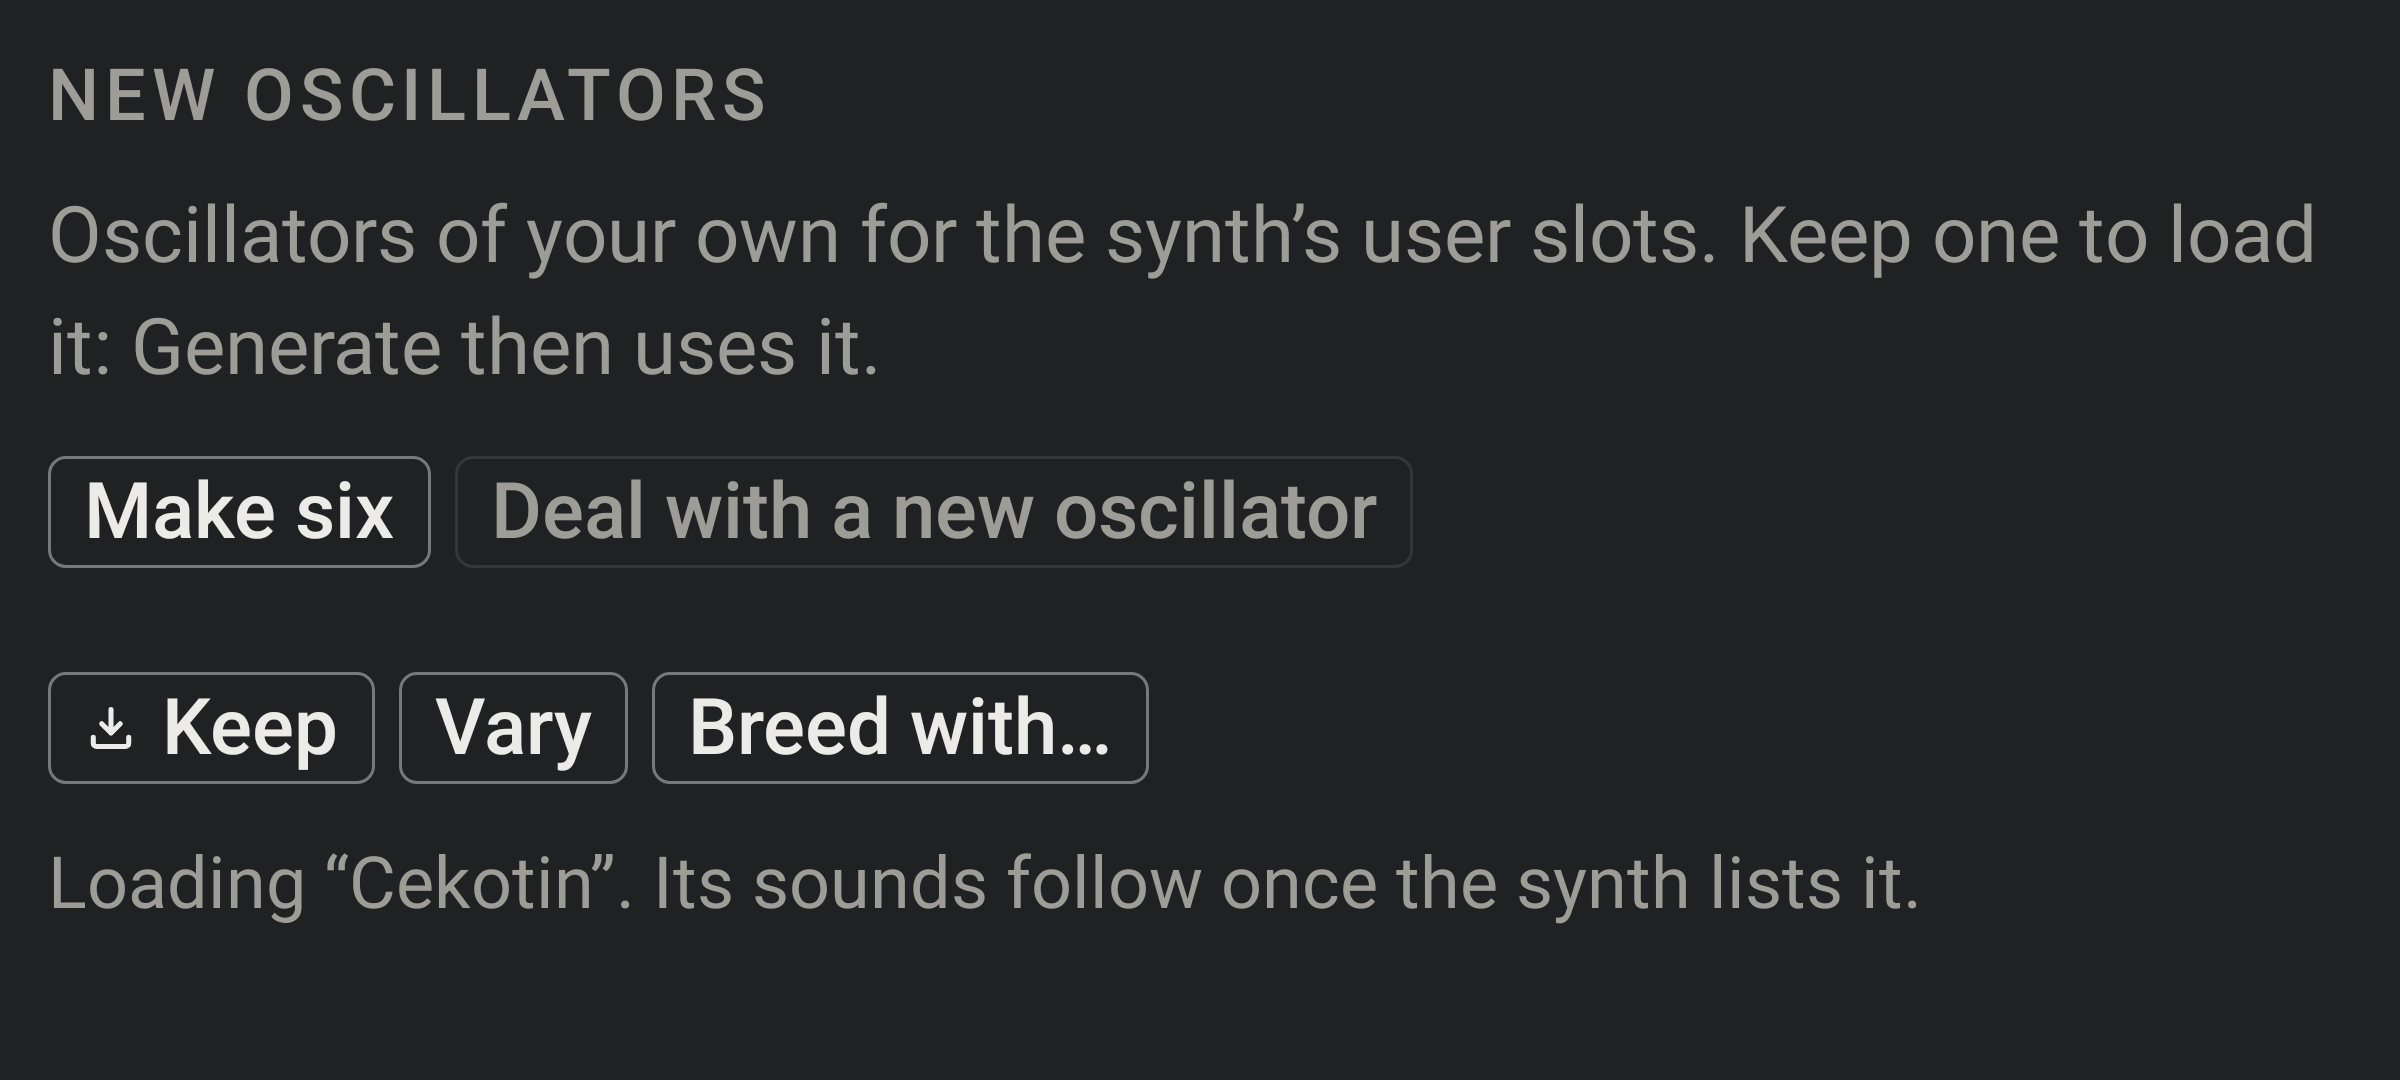 NEW OSCILLATORS
Oscillators of your own for the synth’s user slots. Keep one to load
it: Generate then uses it.
Make six
Deal with a new oscillator
Keep
Vary
Breed with…
Loading “Cekotin”. Its sounds follow once the synth lists it.